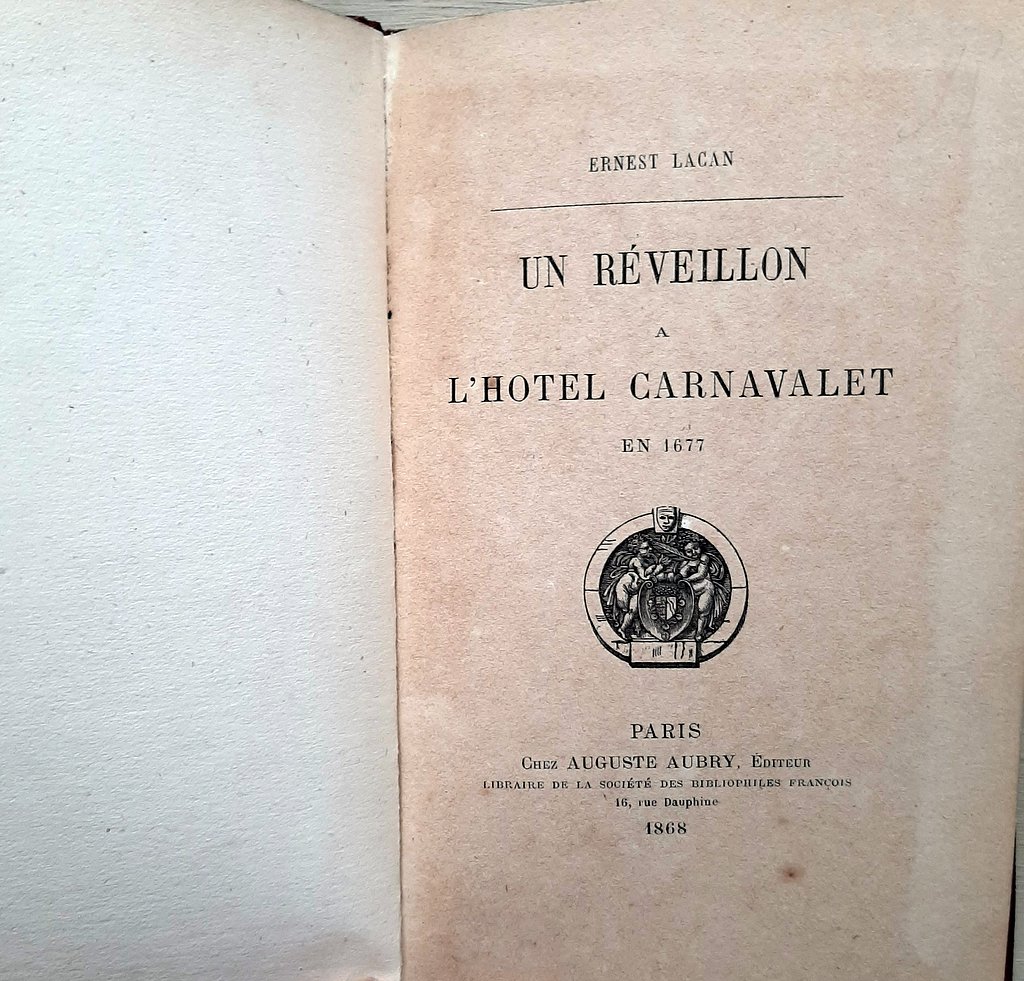 ERNEST LACAN
UN RÉVEILLON
A
L'HOTEL CARNAVALET
EN 1677
PARIS
CHEZ AUGUSTE AUBRY, ÉDITEUR
LIBRAIRE DE LA SOCIÉTÉ DES BIBLIOPHILES FRANÇOIS
16, rue Dauphine
1868